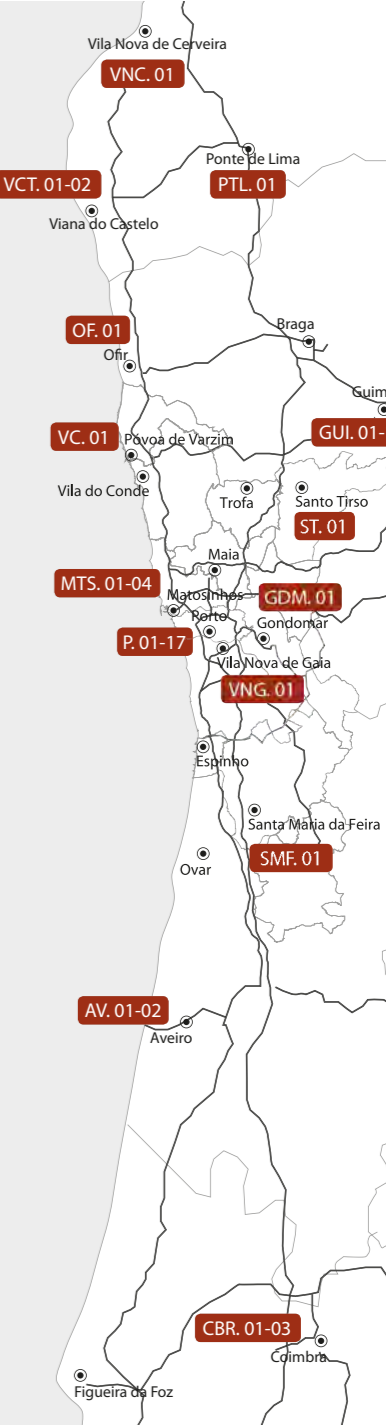 Vila Nova de Cerveira
VNC. 01
Ponte de Lima
VCT. 01-02
PTL. 01
Viana do Castelo
Braga
OF. 01
Ofir
Guim
VC. 01
Póvoa de Varzim
GUI. 01-
Vila do Conde
Trofa
Santo Tirso
ST. 01
Maia
MTS. 01-04
Matosinhos
GDM. 01
Porto
Gondomar
P. 01-17
Vila Nova de Gaia
VNG. 01
Espinho
Santa Maria da Feira
SMF. 01
Ovar
AV. 01-02
Aveiro
CBR. 01-03
Coimbra
Figueira da Foz